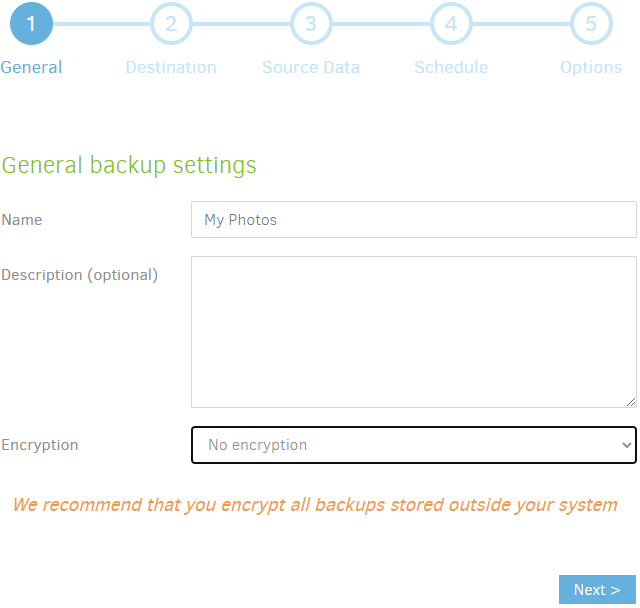 1 2 3 4 5
General Destination Source Data Schedule Options
General backup settings
Name My Photos
Description (optional)
Encryption No encryption
We recommend that you encrypt all backups stored outside your system
Next >